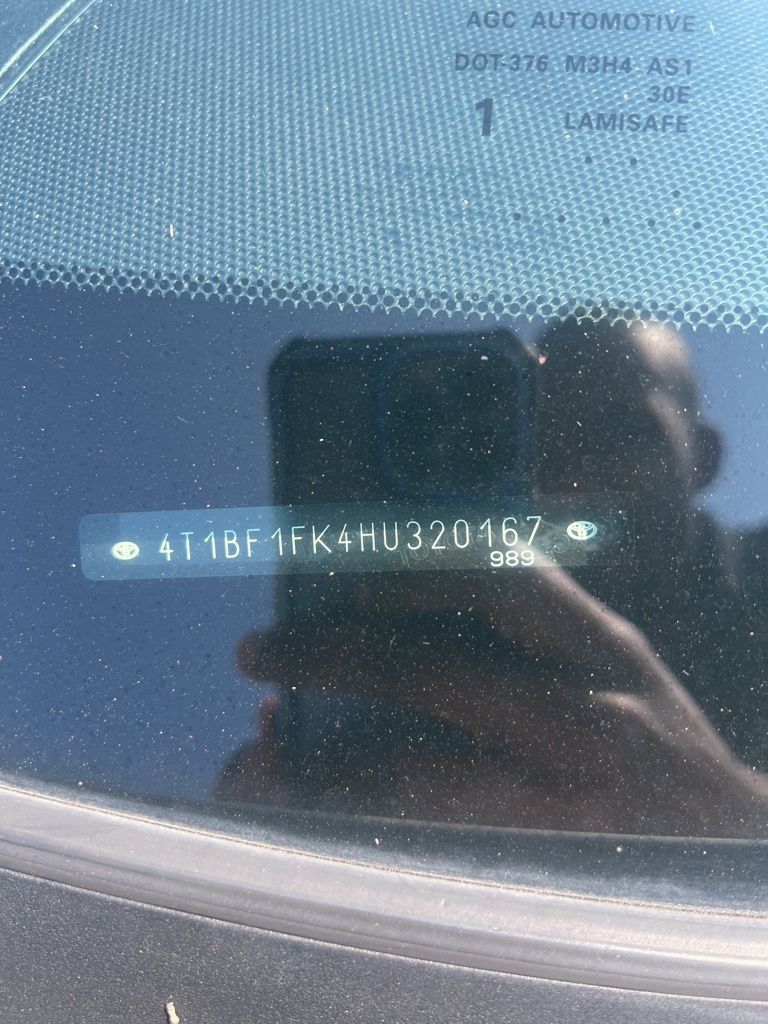 AGC AUTOMOTIVE
DOT-376 M3H4 AS1
30E
1 LAMISAFE
4T1BF1FK4HU320167
989